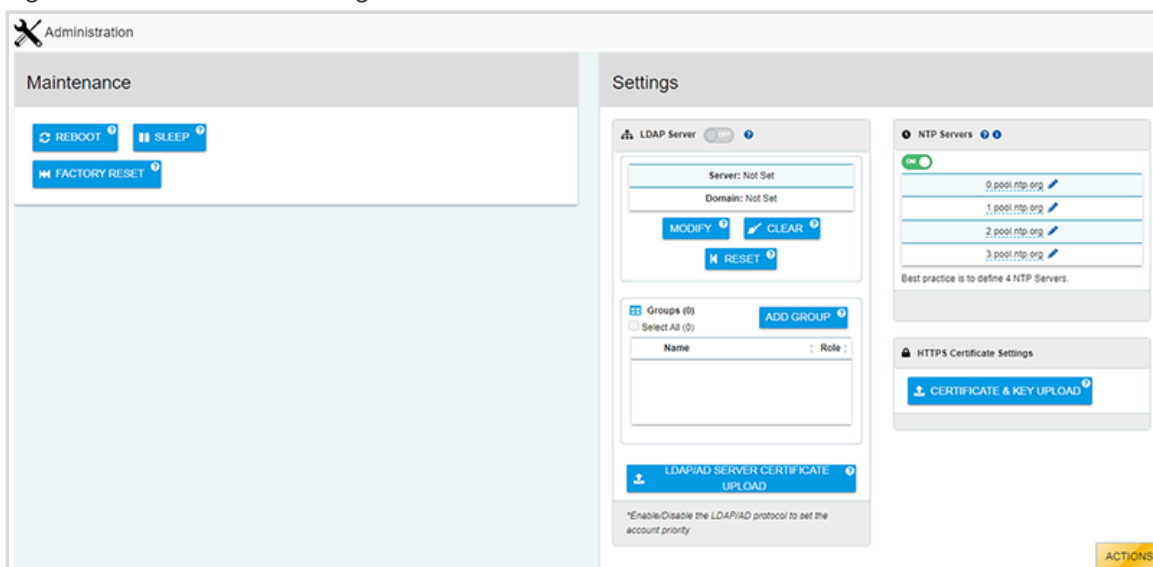 Administration
Maintenance
REBOOT
SLEEP
FACTORY RESET
Settings
LDAP Server OFF
Server: Not Set
Domain: Not Set
MODIFY
CLEAR
RESET
Groups (0)
Select All (0)
ADD GROUP
Name Role
LDAP/AD SERVER CERTIFICATE
UPLOAD
*Enable/Disable the LDAP/AD protocol to set the
account priority
NTP Servers
ON
0.pool.ntp.org
1.pool.ntp.org
2.pool.ntp.org
3.pool.ntp.org
Best practice is to define 4 NTP Servers.
HTTPS Certificate Settings
CERTIFICATE & KEY UPLOAD
ACTIONS